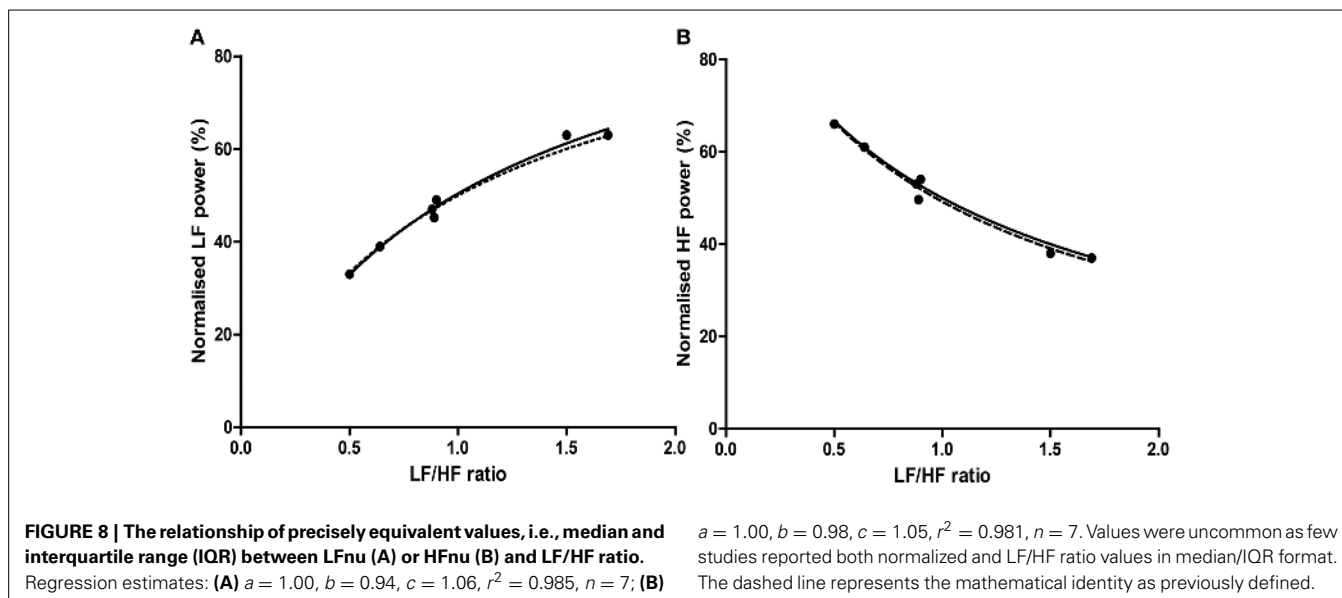 A
80
60
40
20
0
Normalised LF power (%)
0.0 0.5 1.0 1.5 2.0
LF/HF ratio
B
80
60
40
20
0
Normalised HF power (%)
0.0 0.5 1.0 1.5 2.0
LF/HF ratio
FIGURE 8 | The relationship of precisely equivalent values, i.e., median and
interquartile range (IQR) between LFnu (A) or HFnu (B) and LF/HF ratio.
Regression estimates: (A) a = 1.00, b = 0.94, c = 1.06, r² = 0.985, n = 7; (B)
a = 1.00, b = 0.98, c = 1.05, r² = 0.981, n = 7. Values were uncommon as few
studies reported both normalized and LF/HF ratio values in median/IQR format.
The dashed line represents the mathematical identity as previously defined.